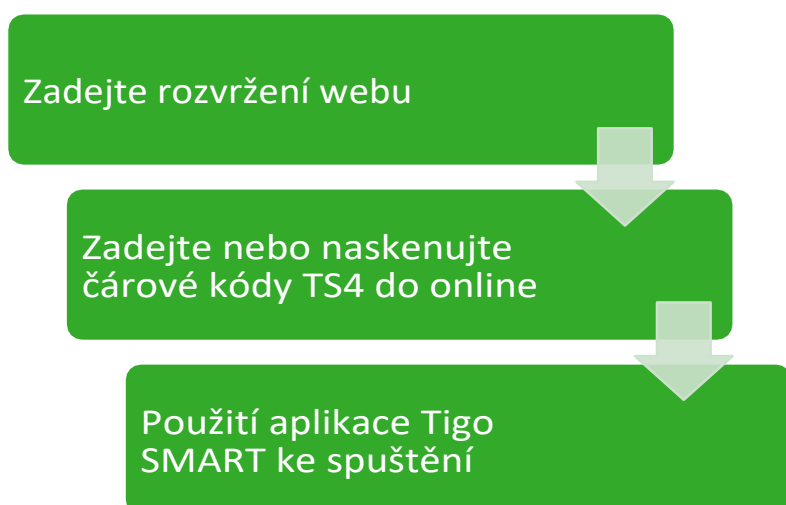 Zadejte rozvržení webu
Zadejte nebo naskenujte
čárové kódy TS4 do online
Použití aplikace Tigo
SMART ke spuštění